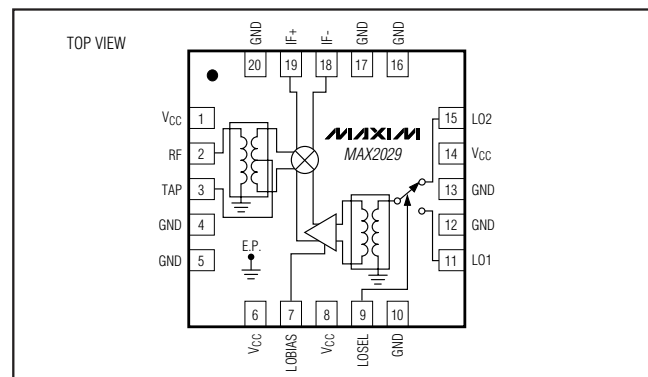 TOP VIEW
GND
IF+
IF-
GND
GND
20
19
18
17
16
VCC 1
RF 2
TAP 3
GND 4
GND 5
MAXIM
MAX2029
E.P.
15 LO2
14 VCC
13 GND
12 GND
11 LO1
6
7
8
9
10
VCC
LOBIAS
VCC
LOSEL
GND